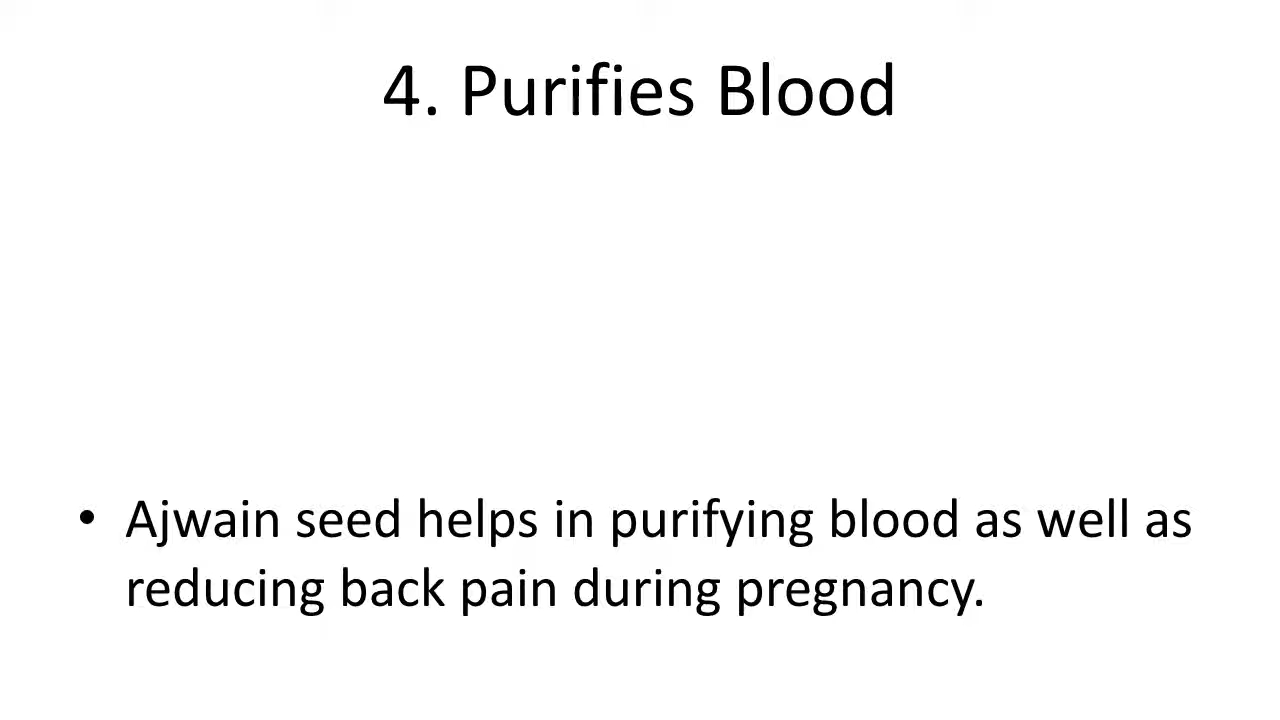 4. Purifies Blood
• Ajwain seed helps in purifying blood as well as
reducing back pain during pregnancy.